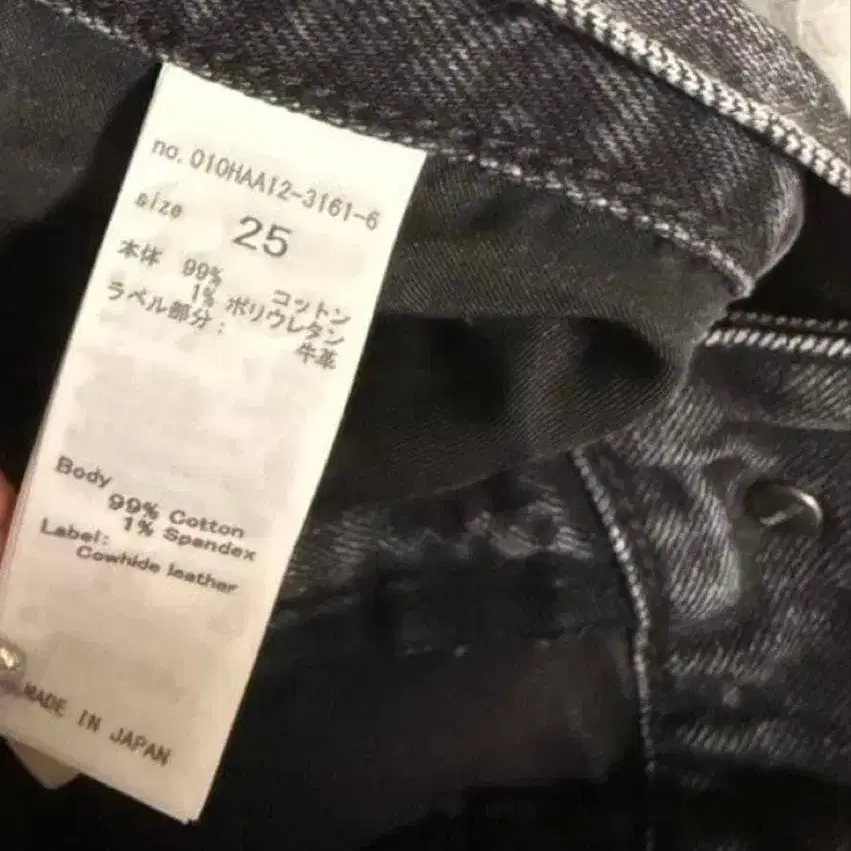 no.010HAA12-3161-6
size 25
本体 99% コットン
1% ポリウレタン
ラベル部分:
牛革
Body
99% Cotton
1% Spandex
Label:
Cowhide leather
MADE IN JAPAN